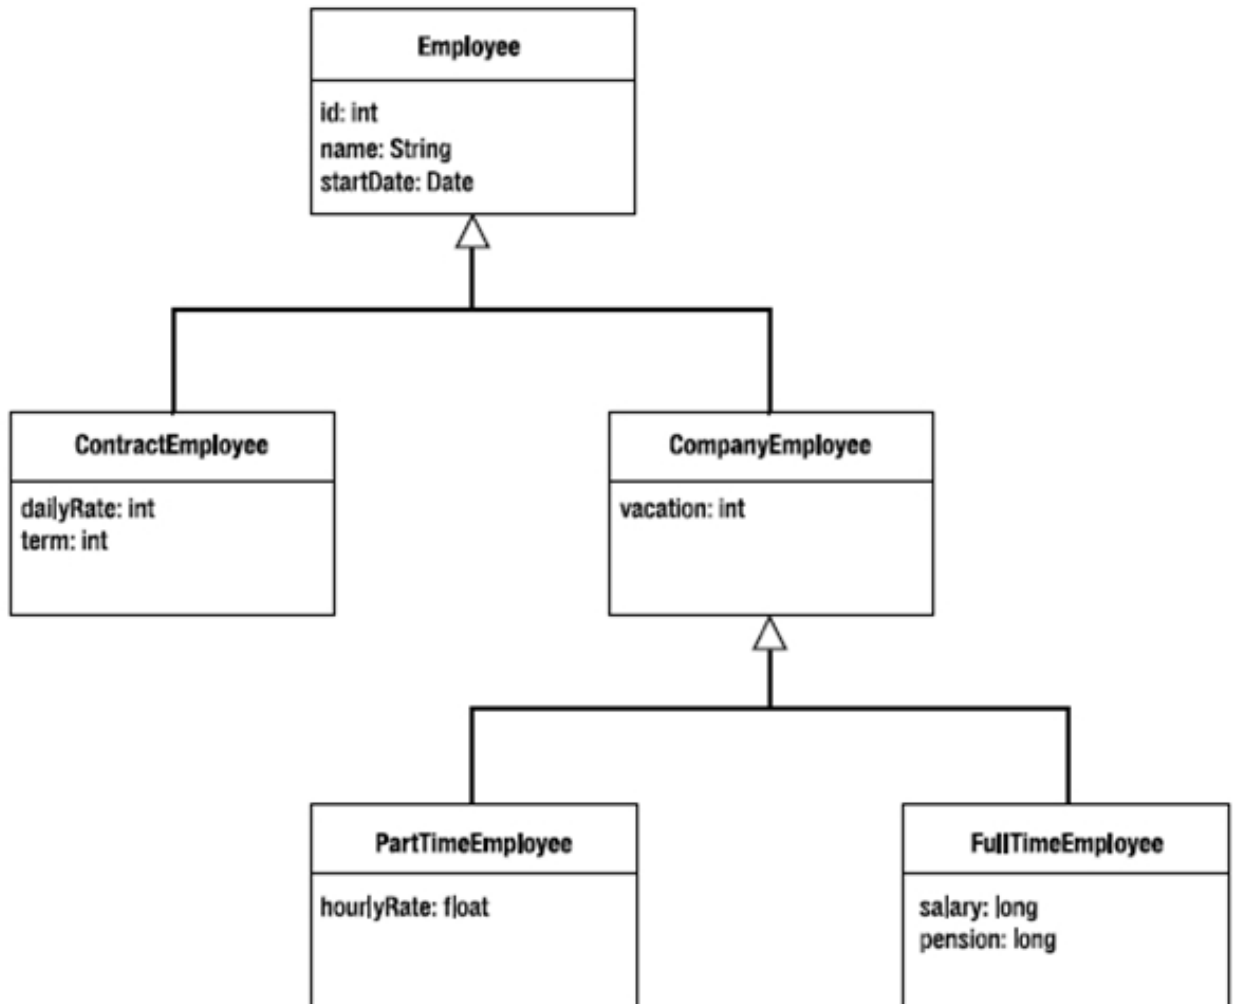 Employee
id: int
name: String
startDate: Date
ContractEmployee
dailyRate: int
term: int
CompanyEmployee
vacation: int
PartTimeEmployee
hourlyRate: float
FullTimeEmployee
salary: long
pension: long